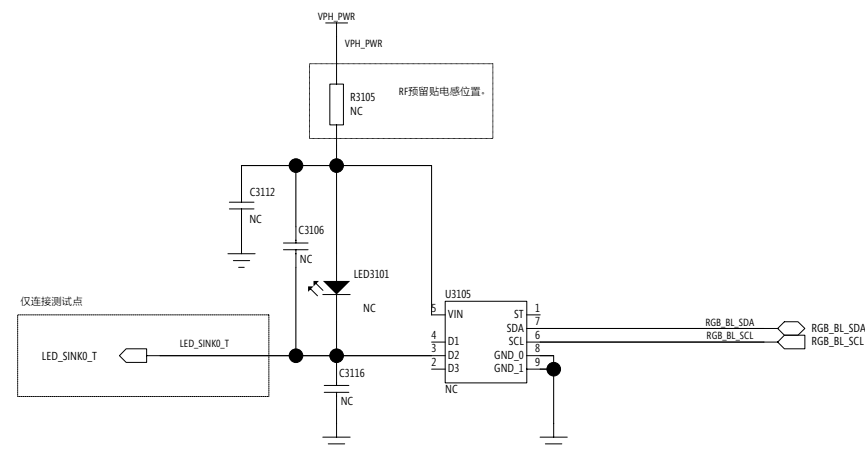 VPH_PWR
VPH_PWR
R3105
NC
RF预留贴电感位置.
C3112
NC
C3106
NC
LED3101
NC
仅连接测试点
LED_SINK0_T
LED_SINK0_T
C3116
NC
U3105
5
VIN
ST
1
SDA
7
4
D1
SCL
6
3
D2
GND_0
8
2
D3
GND_1
9
NC
RGB_BL_SDA
RGB_BL_SDA
RGB_BL_SCL
RGB_BL_SCL